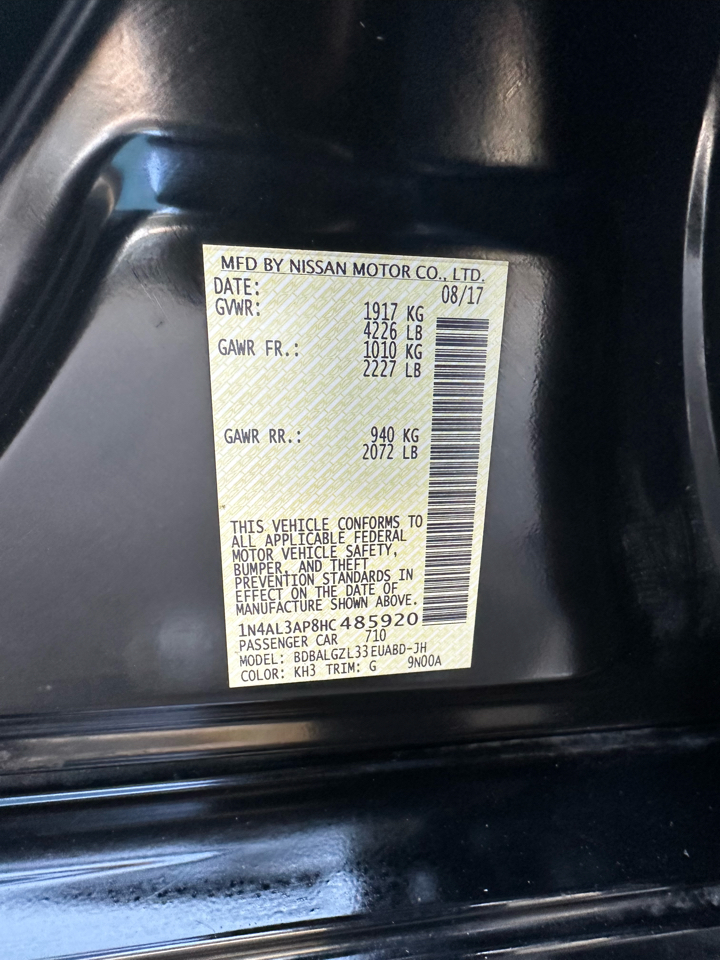 MFD BY NISSAN MOTOR CO., LTD.
DATE: 08/17
GVWR: 1917 KG
4226 LB
GAWR FR.: 1010 KG
2227 LB
GAWR RR.: 940 KG
2072 LB
THIS VEHICLE CONFORMS TO
ALL APPLICABLE FEDERAL
MOTOR VEHICLE SAFETY,
BUMPER, AND THEFT
PREVENTION STANDARDS IN
EFFECT ON THE DATE OF
MANUFACTURE SHOWN ABOVE.
1N4AL3AP8HC485920
PASSENGER CAR 710
MODEL: BDBALGZL33EUABD-JH
COLOR: KH3 TRIM: G 9N00A